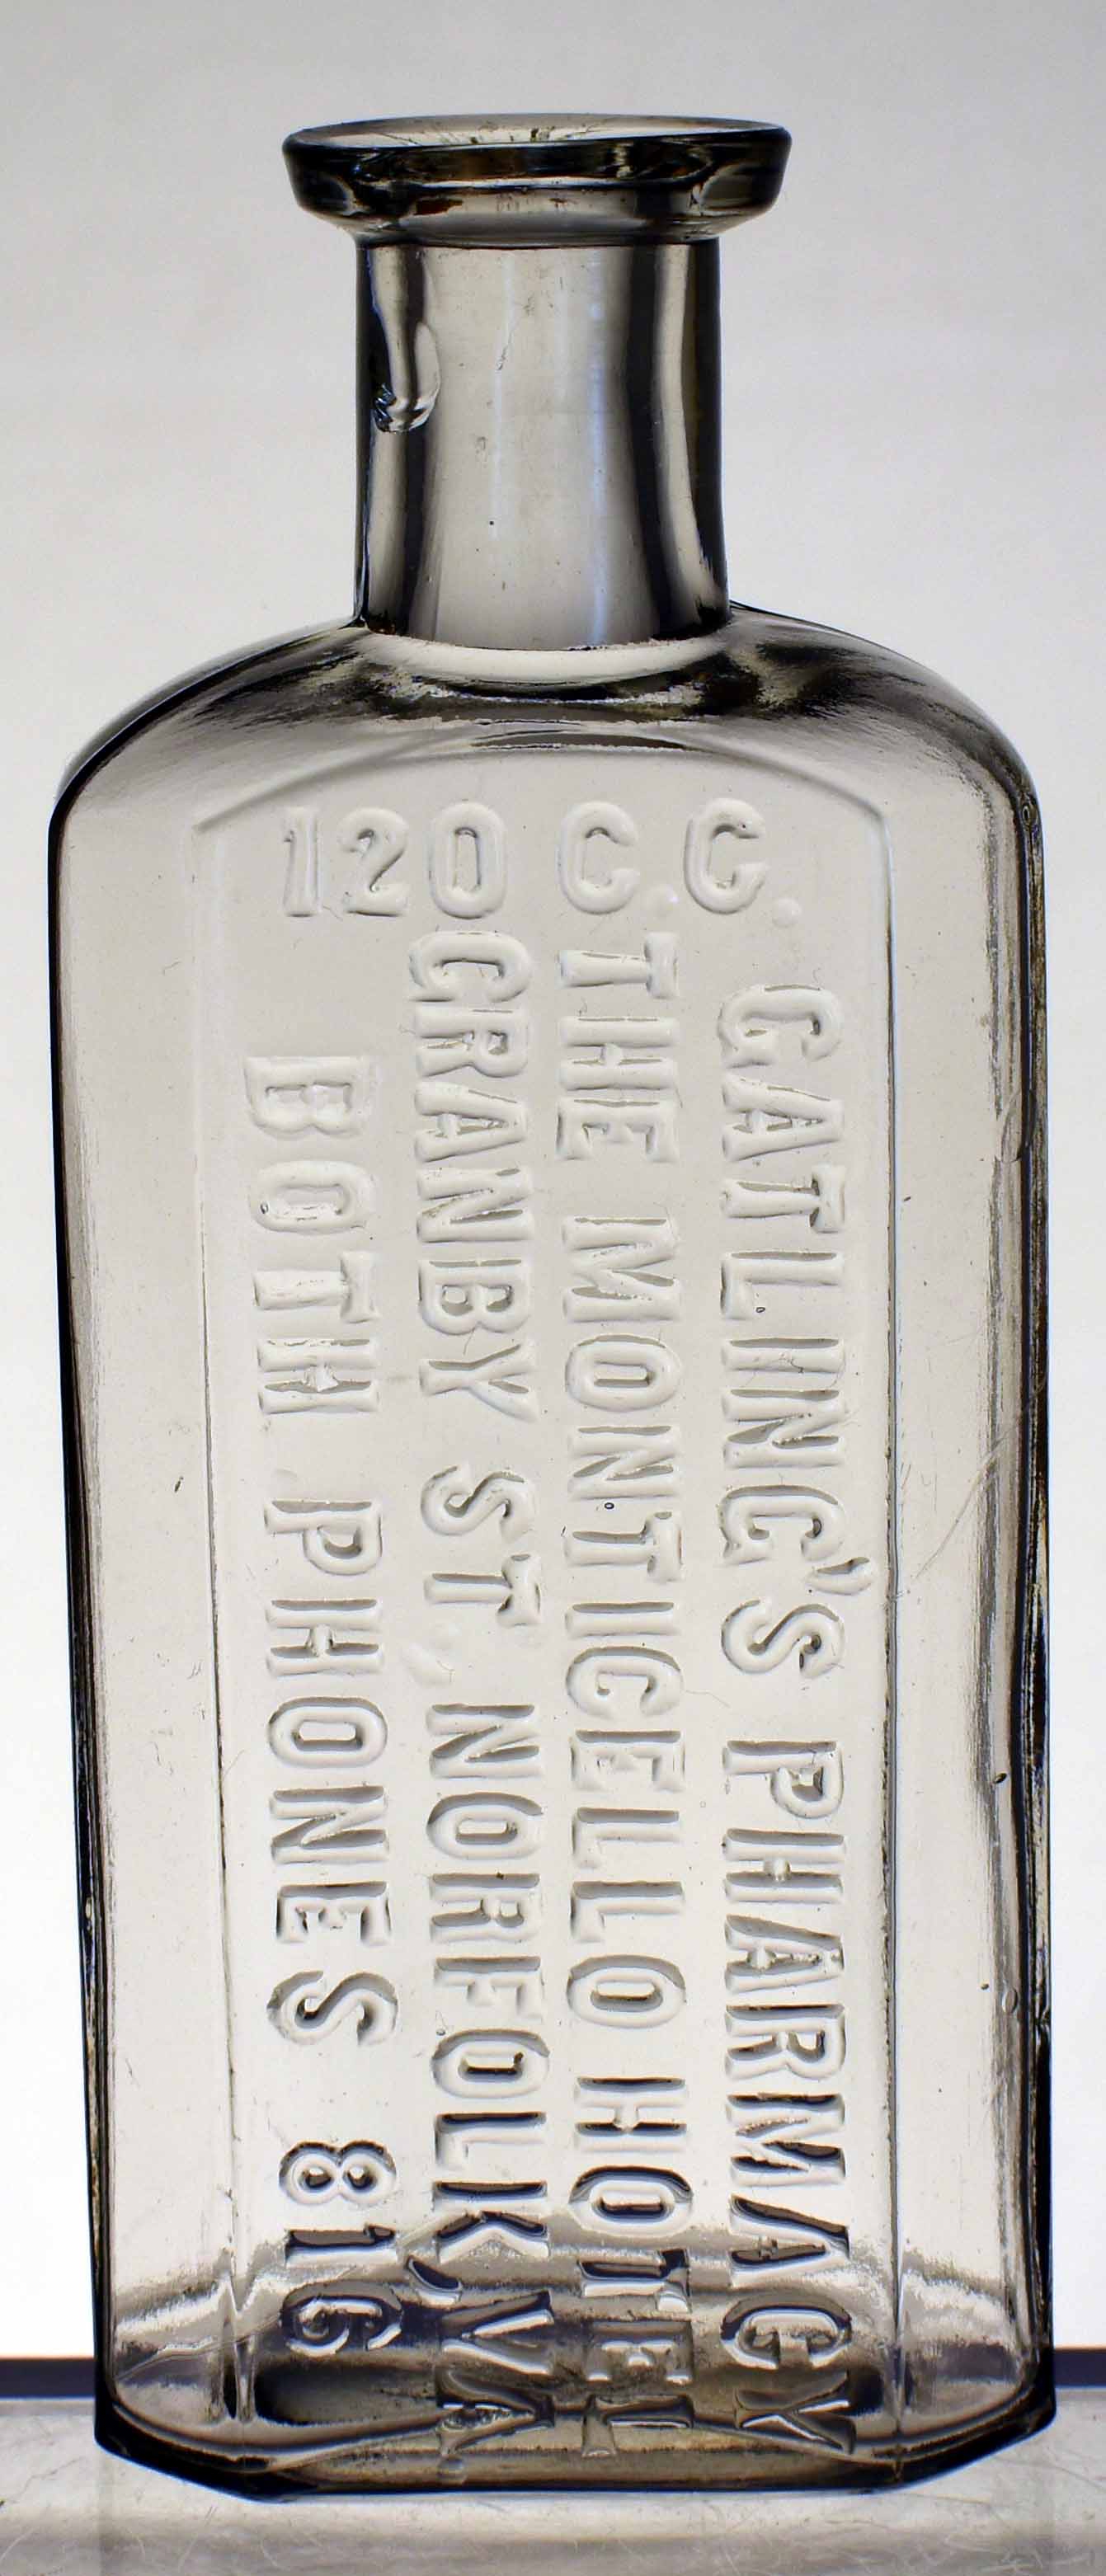 120 C.C.
GATLING'S PHARMACY
THE MONTICELLO HOTEL
GRANBY ST., NORFOLK, VA.
BOTH PHONES 816